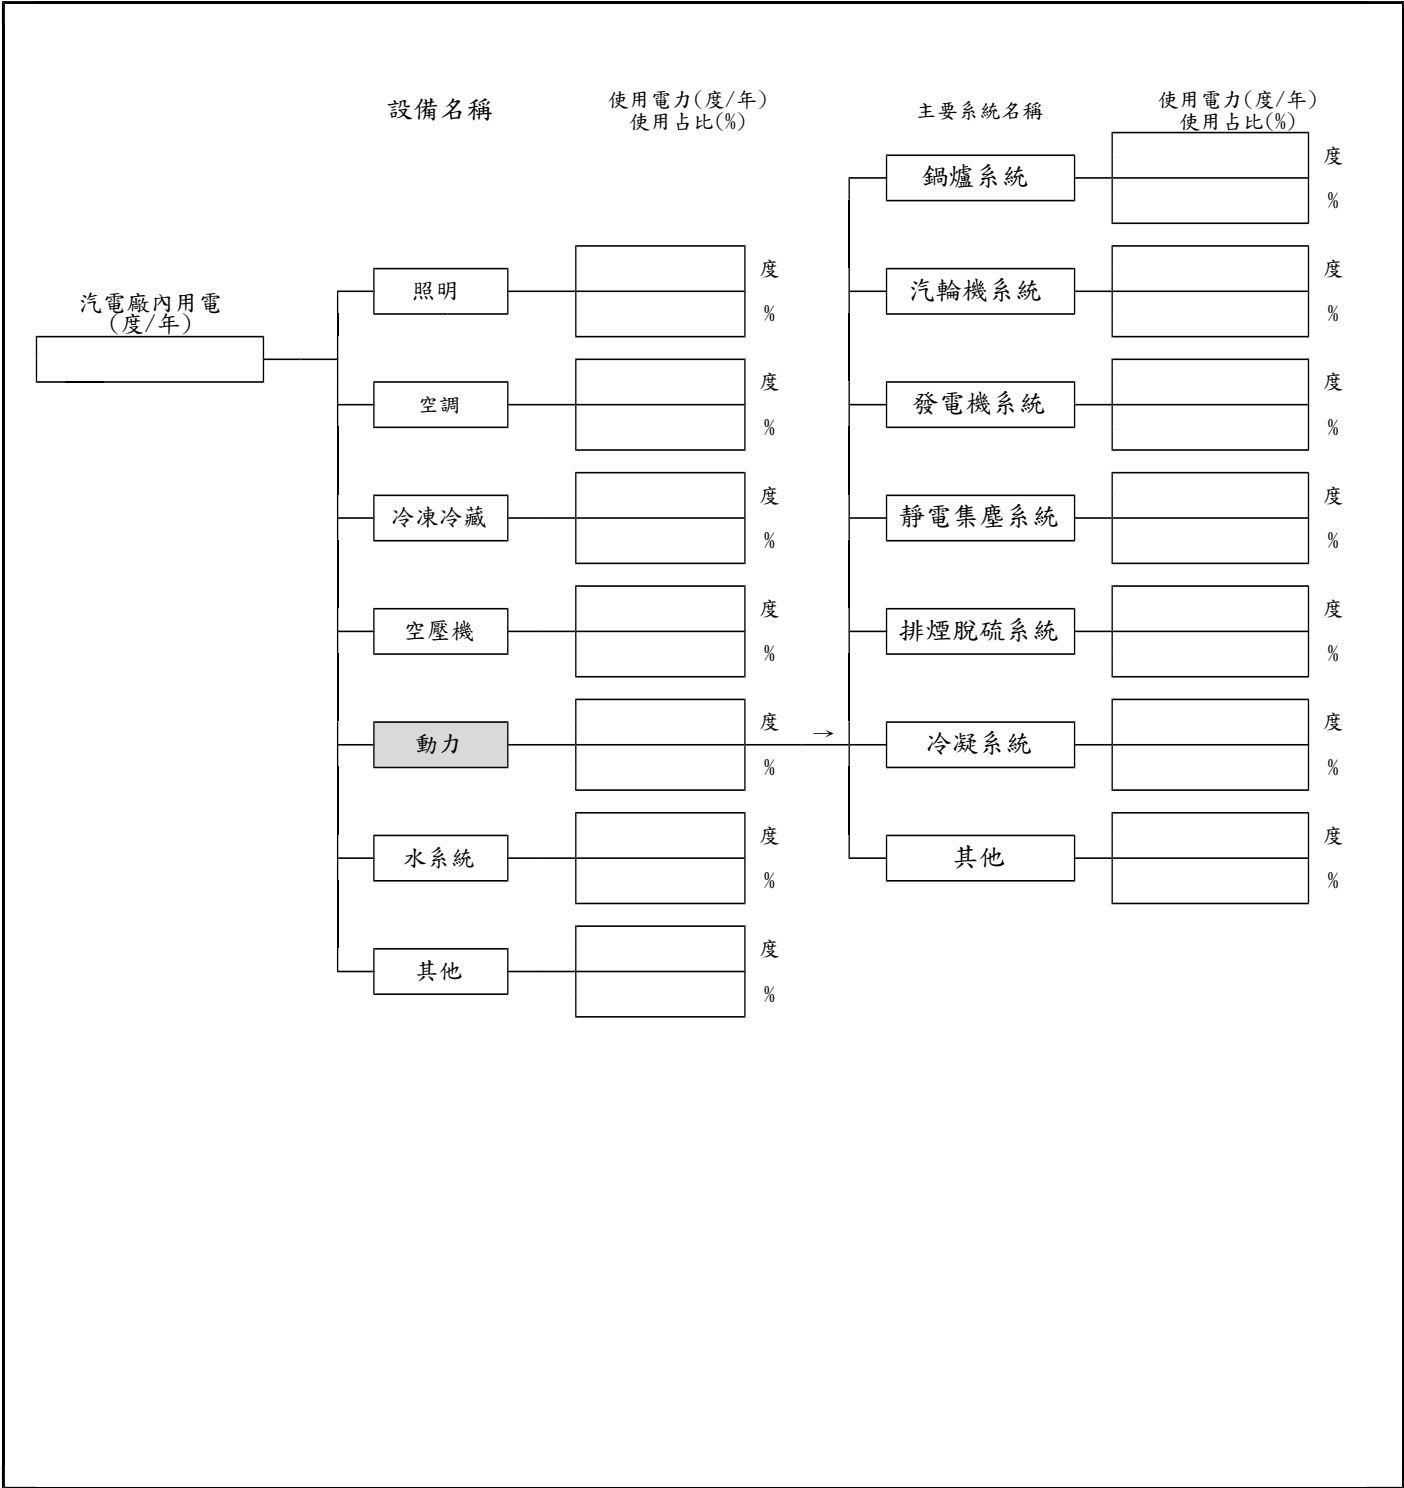 設備名稱
使用電力(度/年)
使用占比(%)
主要系統名稱
使用電力(度/年)
使用占比(%)
汽電廠內用電
(度/年)
照明
度
%
空調
度
%
冷凍冷藏
度
%
空壓機
度
%
動力
度
%
→
水系統
度
%
其他
度
%
鍋爐系統
度
%
汽輪機系統
度
%
發電機系統
度
%
靜電集塵系統
度
%
排煙脫硫系統
度
%
冷凝系統
度
%
其他
度
%